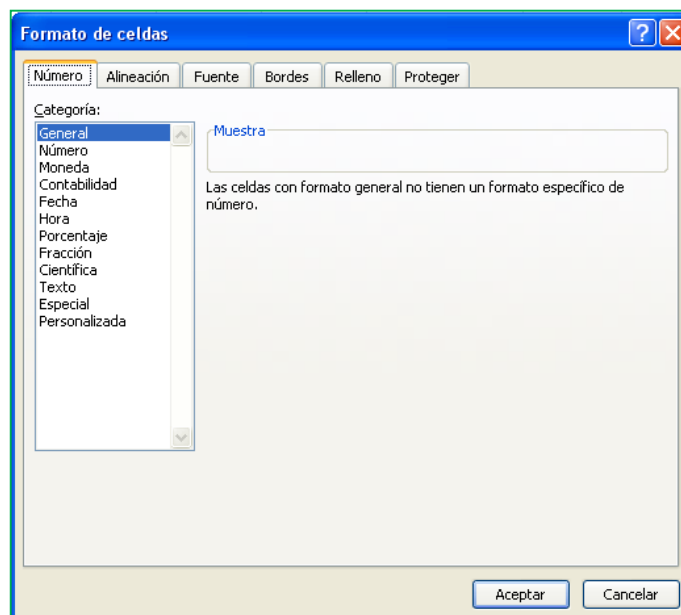 Formato de celdas
Número Alineación Fuente Bordes Relleno Proteger
Categoría:
General
Número
Moneda
Contabilidad
Fecha
Hora
Porcentaje
Fracción
Científica
Texto
Especial
Personalizada
Muestra
Las celdas con formato general no tienen un formato específico de
número.
Aceptar Cancelar